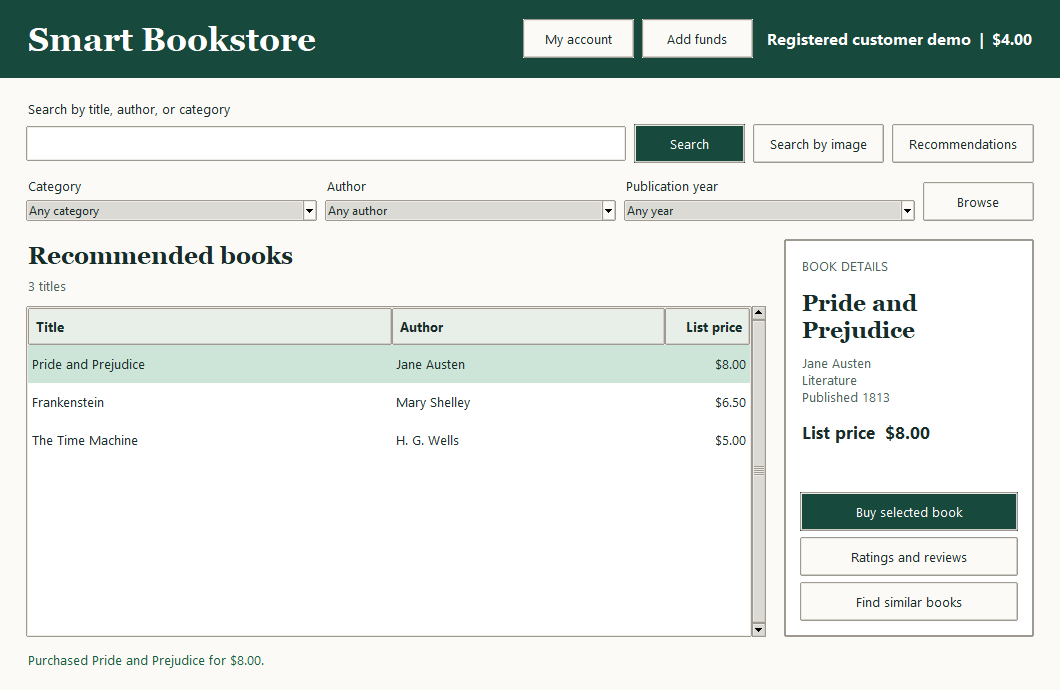 Smart Bookstore
My account
Add funds
Registered customer demo | $4.00
Search by title, author, or category
Search
Search by image
Recommendations
Category
Author
Publication year
Any category
Any author
Any year
Browse
Recommended books
3 titles
Title
Author
List price
Pride and Prejudice
Jane Austen
$8.00
Frankenstein
Mary Shelley
$6.50
The Time Machine
H. G. Wells
$5.00
BOOK DETAILS
Pride and
Prejudice
Jane Austen
Literature
Published 1813
List price $8.00
Buy selected book
Ratings and reviews
Find similar books
Purchased Pride and Prejudice for $8.00.